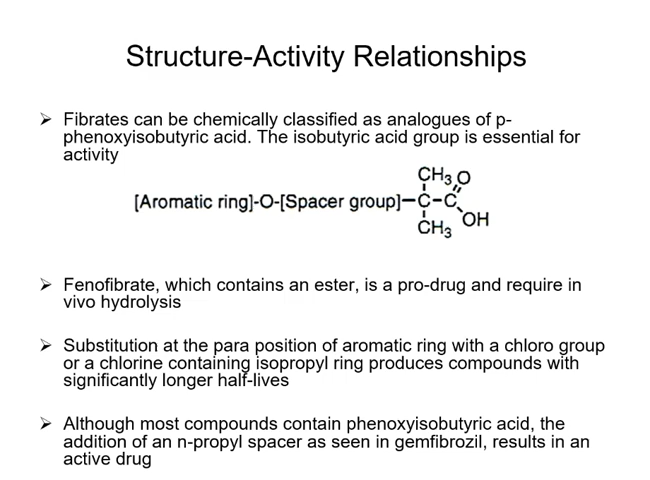 Structure-Activity Relationships
➢ Fibrates can be chemically classified as analogues of p-
phenoxyisobutyric acid. The isobutyric acid group is essential for
activity
CH3 O
[Aromatic ring]-O-[Spacer group]-C-C
OH
CH3
➢ Fenofibrate, which contains an ester, is a pro-drug and require in
vivo hydrolysis
➢ Substitution at the para position of aromatic ring with a chloro group
or a chlorine containing isopropyl ring produces compounds with
significantly longer half-lives
➢ Although most compounds contain phenoxyisobutyric acid, the
addition of an n-propyl spacer as seen in gemfibrozil, results in an
active drug